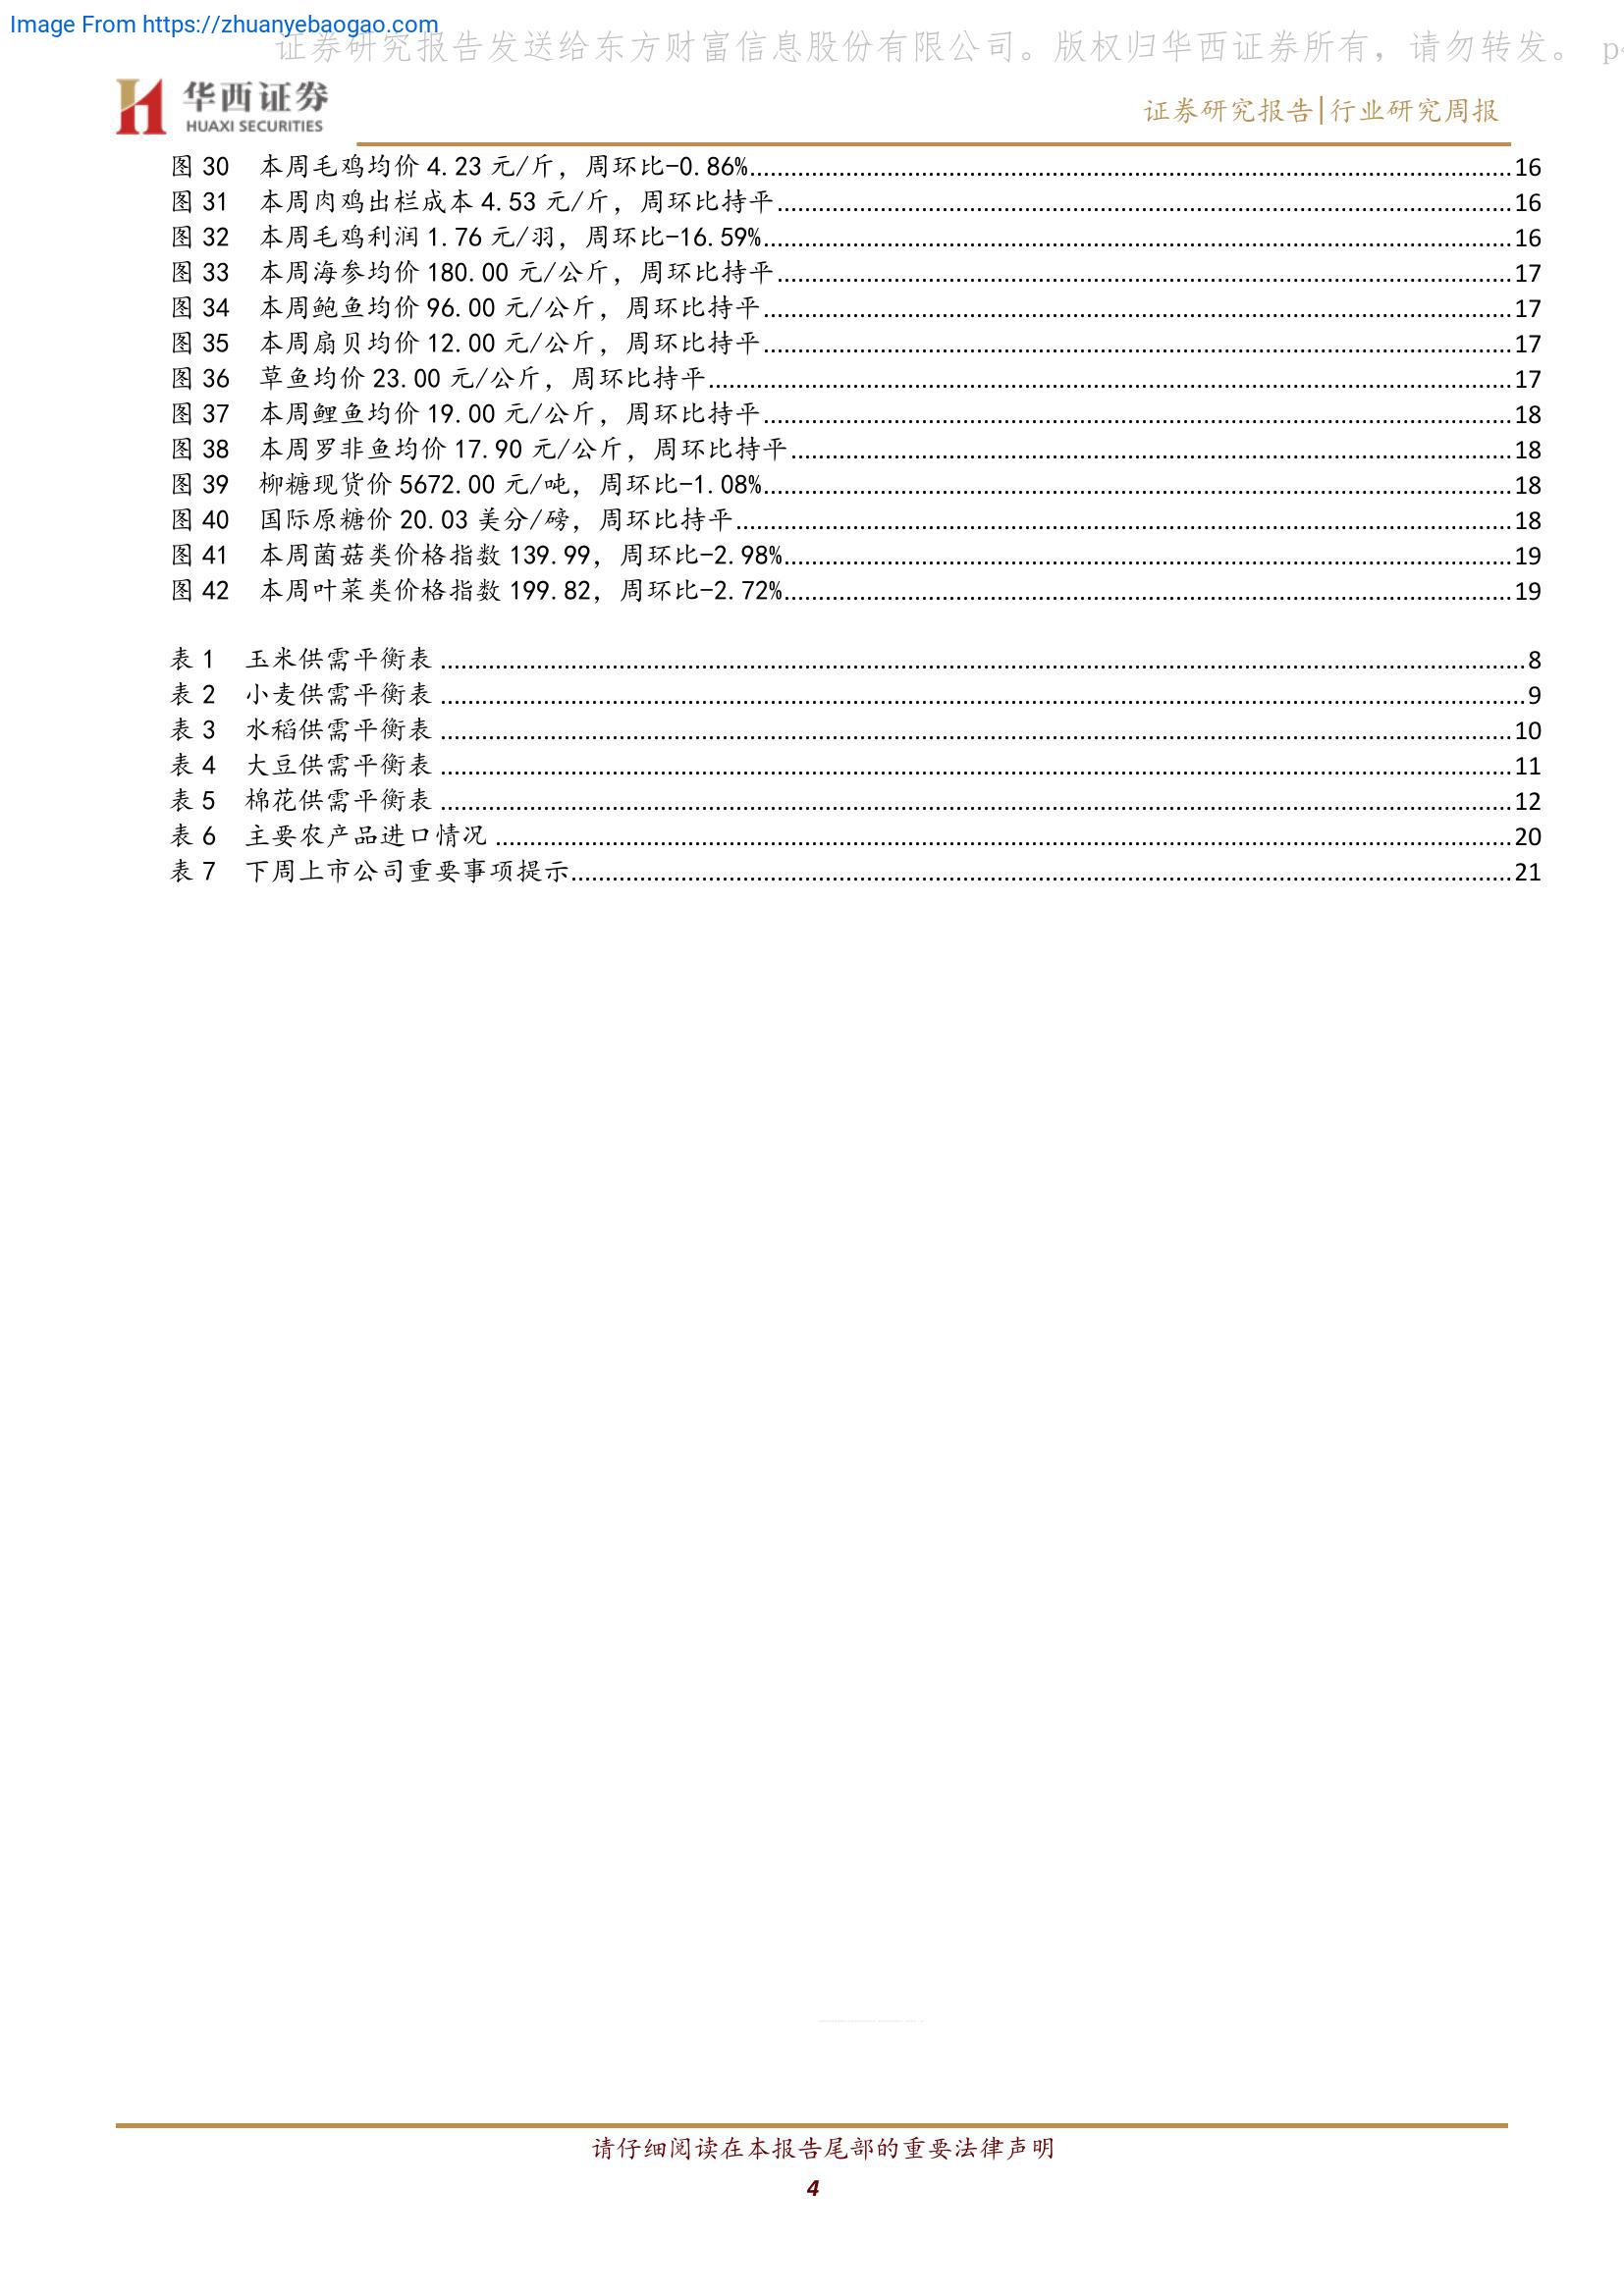 Image From https://zhuanyebaogao.com
证券研究报告发送给东方财富信息股份有限公司。版权归华西证券所有，请勿转发。 p
华西证券
HUAXI SECURITIES
证券研究报告|行业研究周报
图 30 本周毛鸡均价 4.23 元/斤，周环比-0.86%....................16
图 31 本周肉鸡出栏成本 4.53 元/斤，周环比持平....................16
图 32 本周毛鸡利润 1.76 元/羽，周环比-16.59%....................16
图 33 本周海参均价 180.00 元/公斤，周环比持平....................17
图 34 本周鲍鱼均价 96.00 元/公斤，周环比持平....................17
图 35 本周扇贝均价 12.00 元/公斤，周环比持平....................17
图 36 草鱼均价 23.00 元/公斤，周环比持平....................17
图 37 本周鲤鱼均价 19.00 元/公斤，周环比持平....................18
图 38 本周罗非鱼均价 17.90 元/公斤，周环比持平....................18
图 39 柳糖现货价 5672.00 元/吨，周环比-1.08%....................18
图 40 国际原糖价 20.03 美分/磅，周环比持平....................18
图 41 本周菌菇类价格指数 139.99，周环比-2.98%....................19
图 42 本周叶菜类价格指数 199.82，周环比-2.72%....................19
表 1 玉米供需平衡表....................8
表 2 小麦供需平衡表....................9
表 3 水稻供需平衡表....................10
表 4 大豆供需平衡表....................11
表 5 棉花供需平衡表....................12
表 6 主要农产品进口情况....................20
表 7 下周上市公司重要事项提示....................21
请仔细阅读在本报告尾部的重要法律声明
4